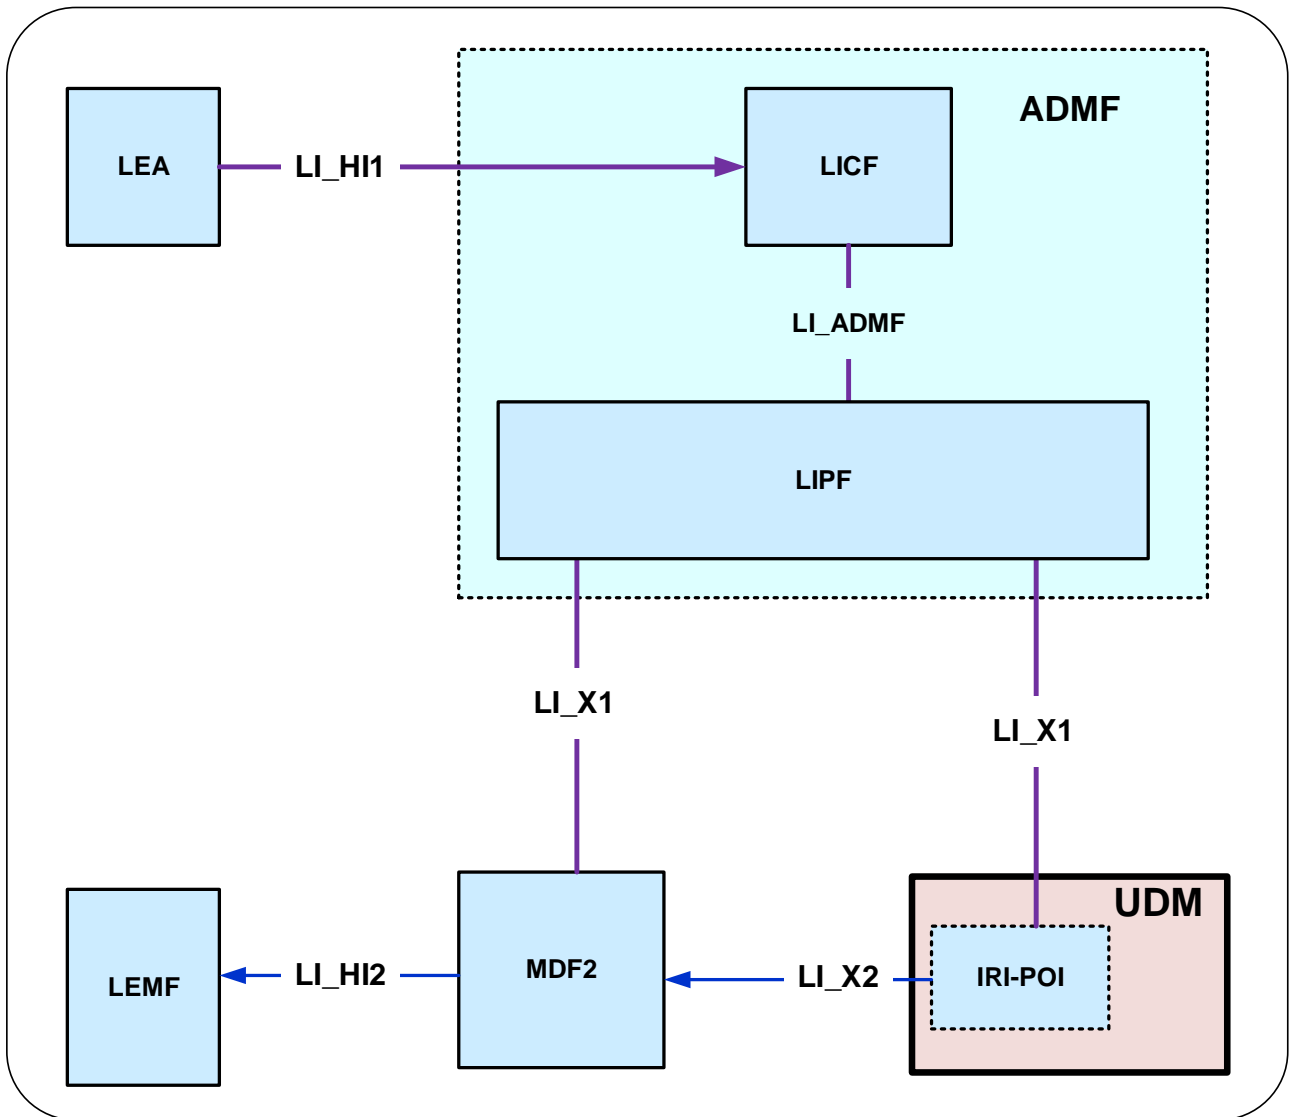 ADMF
LEA
LI_HI1
LICF
LI_ADMF
LIPF
LI_X1
LI_X1
UDM
LEMF
LI_HI2
MDF2
LI_X2
IRI-POI